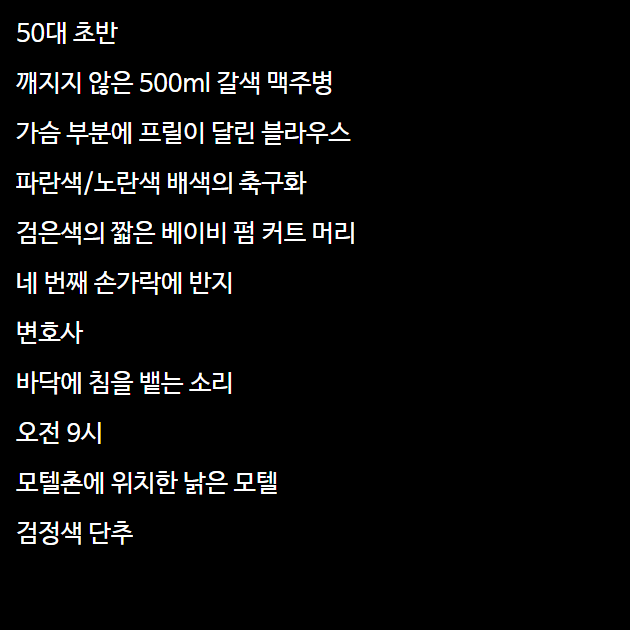 50대 초반
깨지지 않은 500ml 갈색 맥주병
가슴 부분에 프릴이 달린 블라우스
파란색/노란색 배색의 축구화
검은색의 짧은 베이비 펌 커트 머리
네 번째 손가락에 반지
변호사
바닥에 침을 뱉는 소리
오전 9시
모텔촌에 위치한 낡은 모텔
검정색 단추